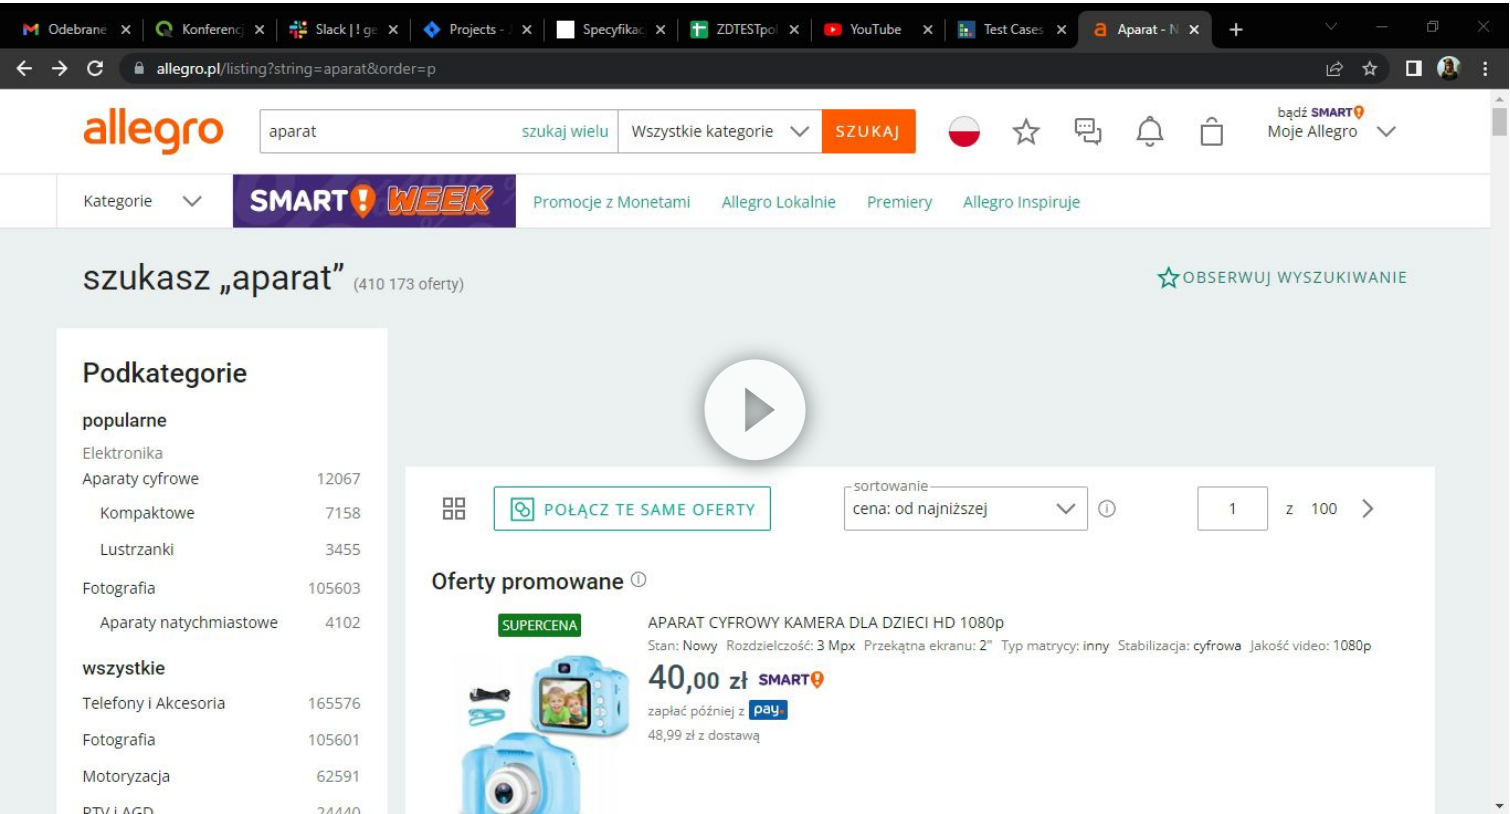 Odebrane
Konferenc
Slack | ! ge
Projects - J
Specyfikac
ZDTESTpol
YouTube
Test Cases
Aparat - N
allegro.pl/listing?string=aparat&order=p
allegro
aparat
szukaj wielu
Wszystkie kategorie
SZUKAJ
bądź SMART!
Moje Allegro
Kategorie
SMART! WEEK
Promocje z Monetami
Allegro Lokalnie
Premiery
Allegro Inspiruje
szukasz „aparat” (410 173 oferty)
OBSERWUJ WYSZUKIWANIE
Podkategorie
popularne
Elektronika
Aparaty cyfrowe 12067
Kompaktowe 7158
Lustrzanki 3455
Fotografia 105603
Aparaty natychmiastowe 4102
wszystkie
Telefony i Akcesoria 165576
Fotografia 105601
Motoryzacja 62591
RTV i AGD 24440
POŁĄCZ TE SAME OFERTY
sortowanie
cena: od najniższej
1 z 100
Oferty promowane
SUPERCENA
APARAT CYFROWY KAMERA DLA DZIECI HD 1080p
Stan: Nowy Rozdzielczość: 3 Mpx Przekątna ekranu: 2" Typ matrycy: inny Stabilizacja: cyfrowa Jakość video: 1080p
40,00 zł SMART!
zapłać później z pay
48,99 zł z dostawą